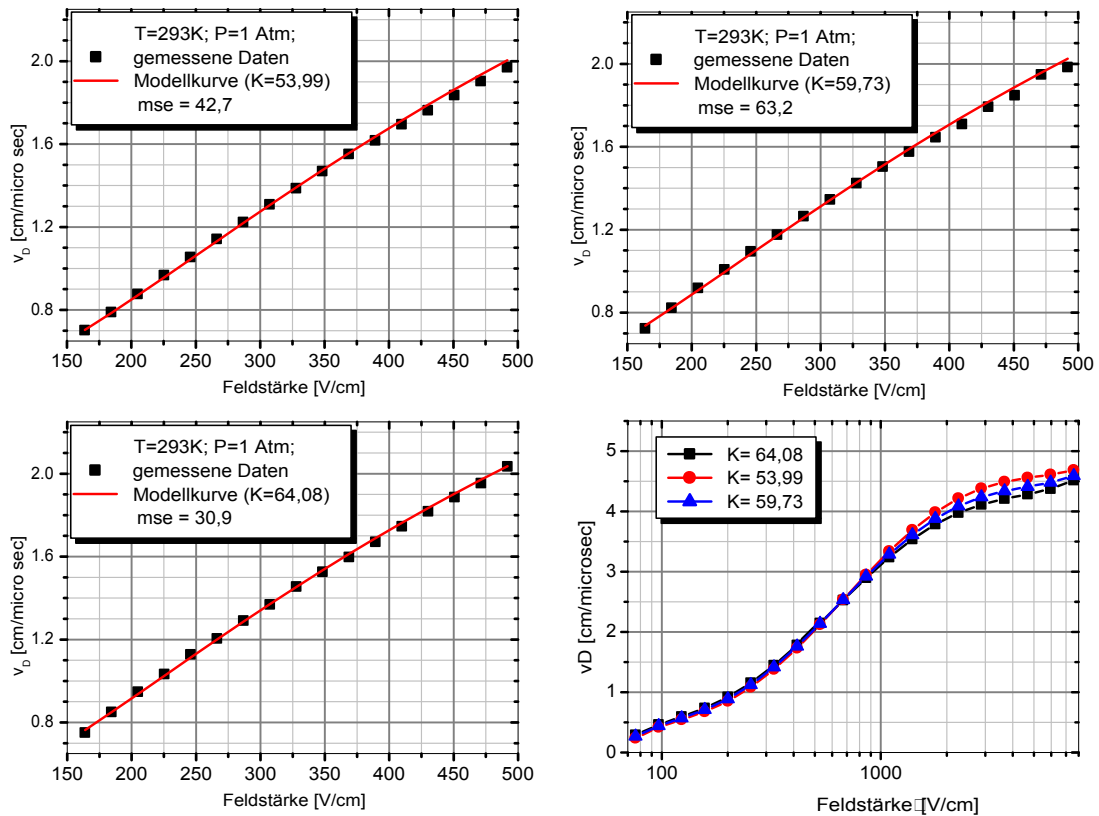 T=293K; P=1 Atm;
gemessene Daten
Modellkurve (K=53,99)
mse = 42,7
2.0
1.6
1.2
0.8
v_D [cm/micro sec]
150 200 250 300 350 400 450 500
Feldstärke [V/cm]
T=293K; P=1 Atm;
gemessene Daten
Modellkurve (K=59,73)
mse = 63,2
2.0
1.6
1.2
0.8
v_D [cm/micro sec]
150 200 250 300 350 400 450 500
Feldstärke [V/cm]
T=293K; P=1 Atm;
gemessene Daten
Modellkurve (K=64,08)
mse = 30,9
2.0
1.6
1.2
0.8
v_D [cm/micro sec]
150 200 250 300 350 400 450 500
Feldstärke [V/cm]
K= 64,08
K= 53,99
K= 59,73
5
4
3
2
1
0
vD [cm/microsec]
100 1000
Feldstärke□[V/cm]